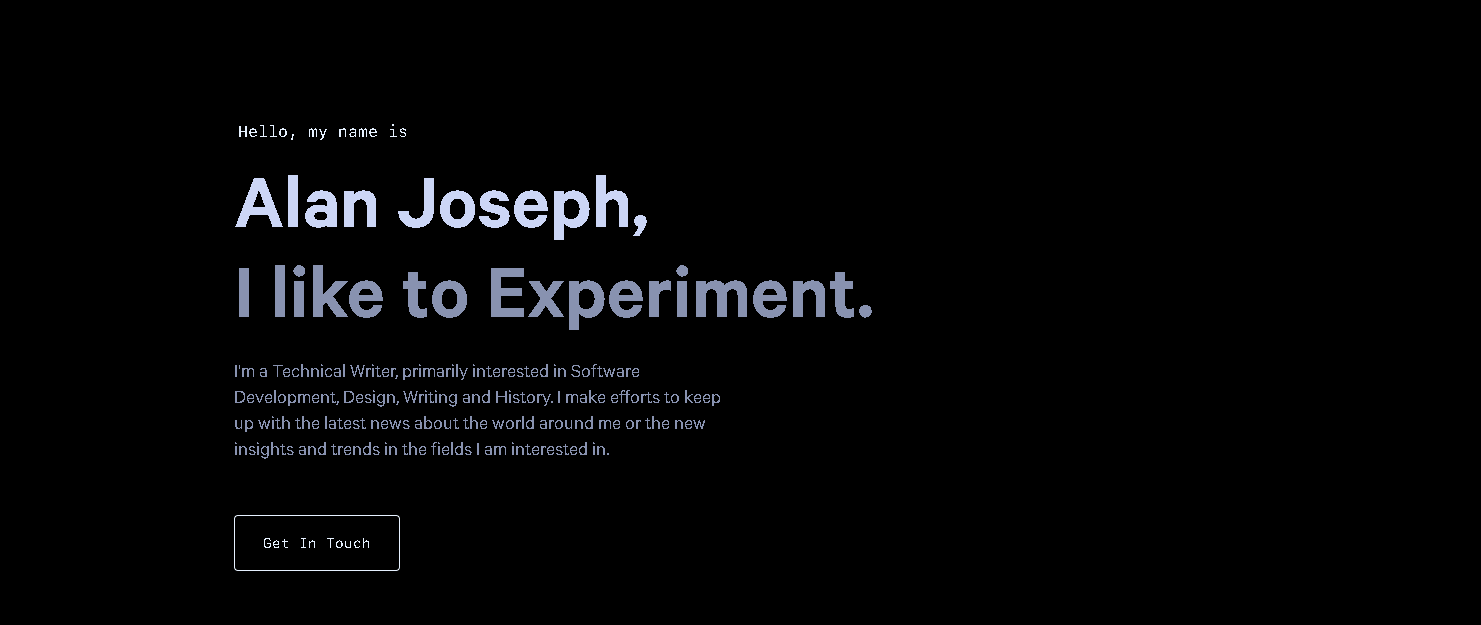 Hello, my name is
Alan Joseph,
I like to Experiment.
I'm a Technical Writer, primarily interested in Software
Development, Design, Writing and History. I make efforts to keep
up with the latest news about the world around me or the new
insights and trends in the fields I am interested in.
Get In Touch